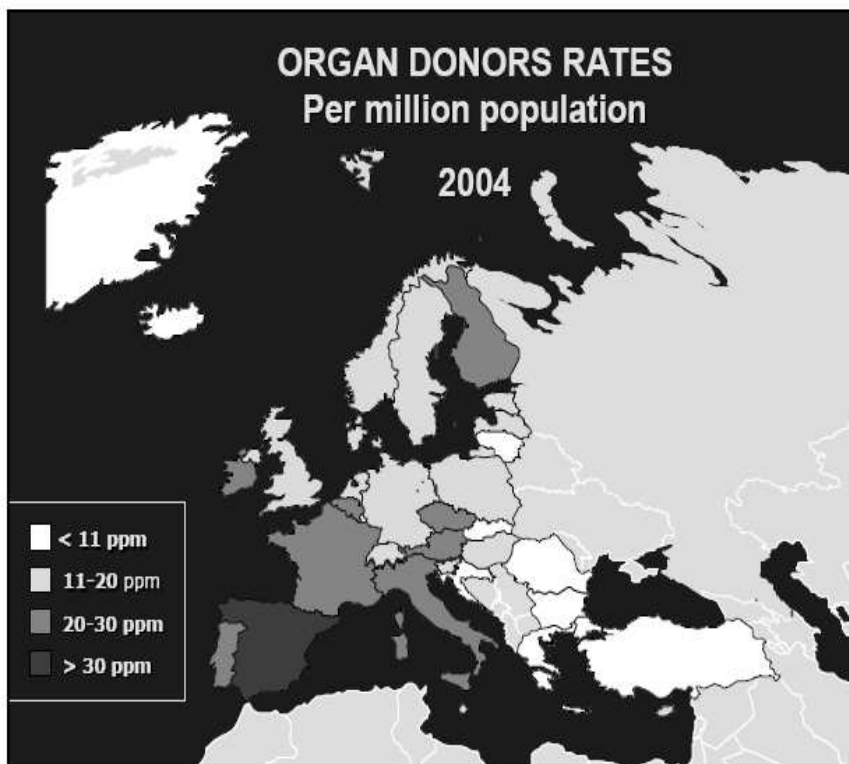 ORGAN DONORS RATES
Per million population
2004
< 11 ppm
11-20 ppm
20-30 ppm
> 30 ppm